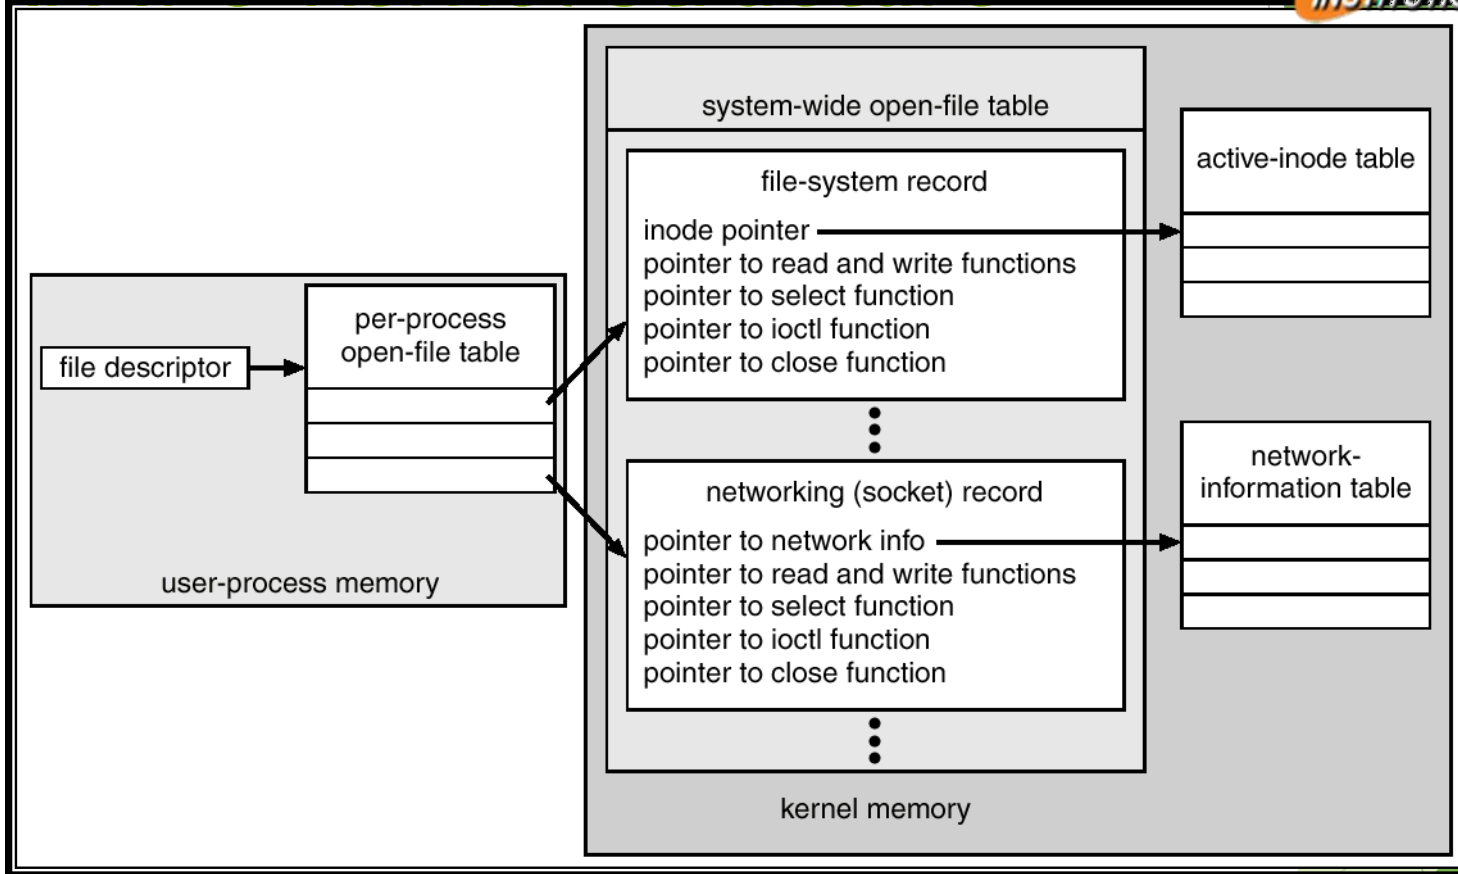 system-wide open-file table
file-system record
inode pointer
pointer to read and write functions
pointer to select function
pointer to ioctl function
pointer to close function
active-inode table
per-process
open-file table
file descriptor
user-process memory
networking (socket) record
pointer to network info
pointer to read and write functions
pointer to select function
pointer to ioctl function
pointer to close function
network-
information table
kernel memory